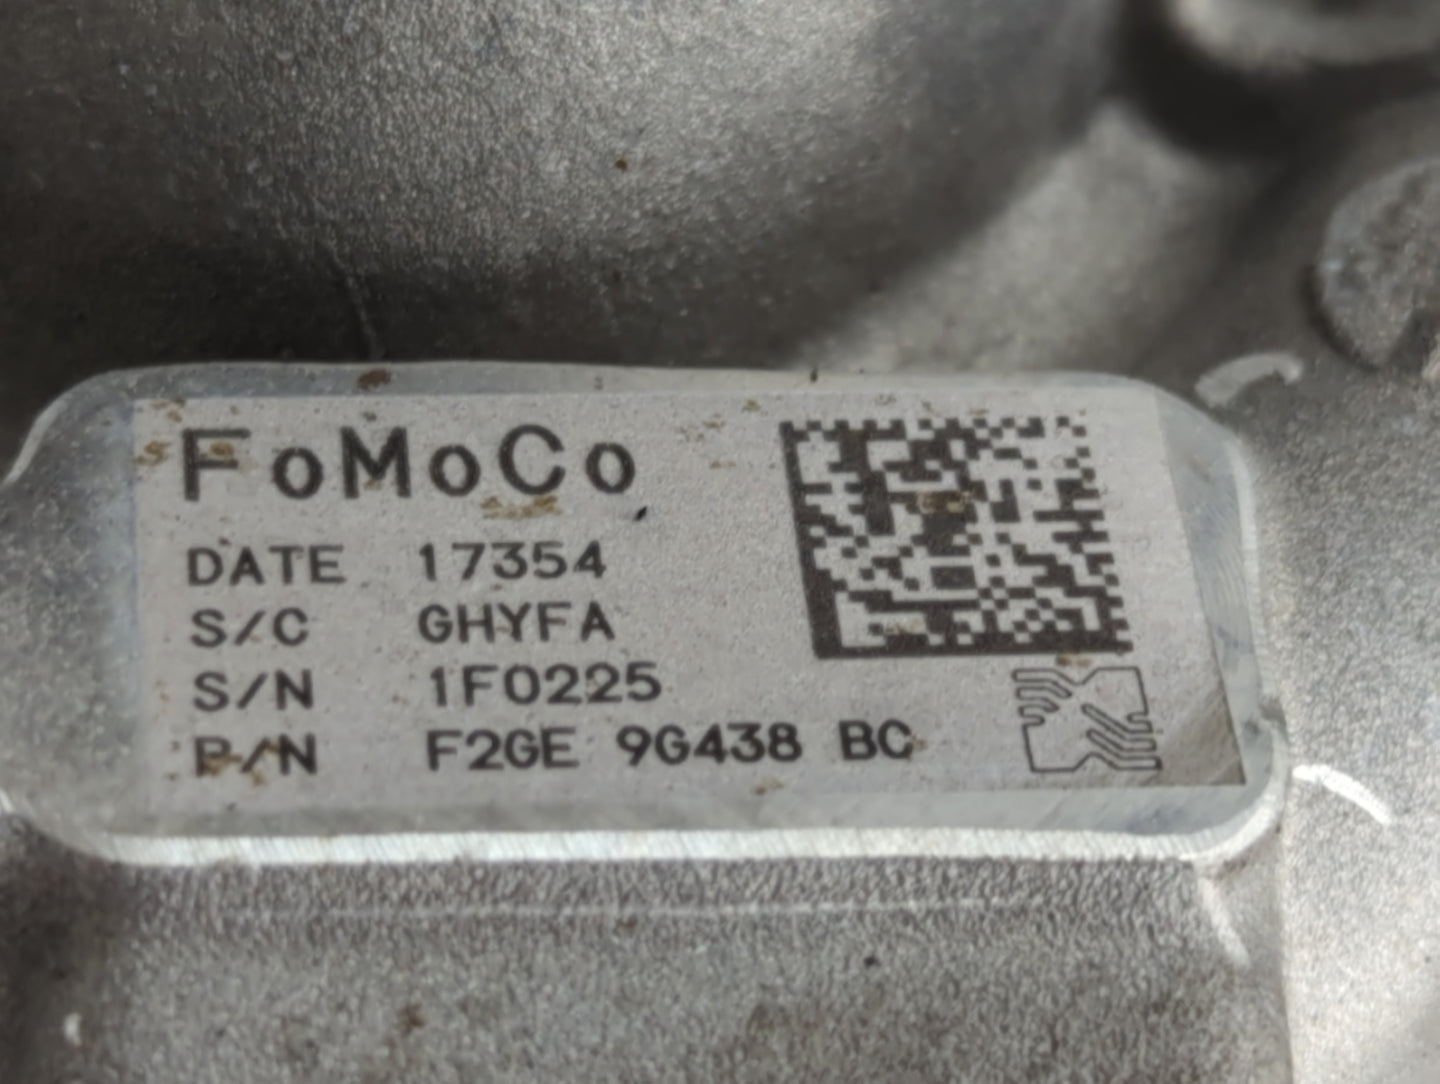 FoMoCo
DATE 17354
S/C GHYFA
S/N 1F0225
P/N F2GE 9G438 BC